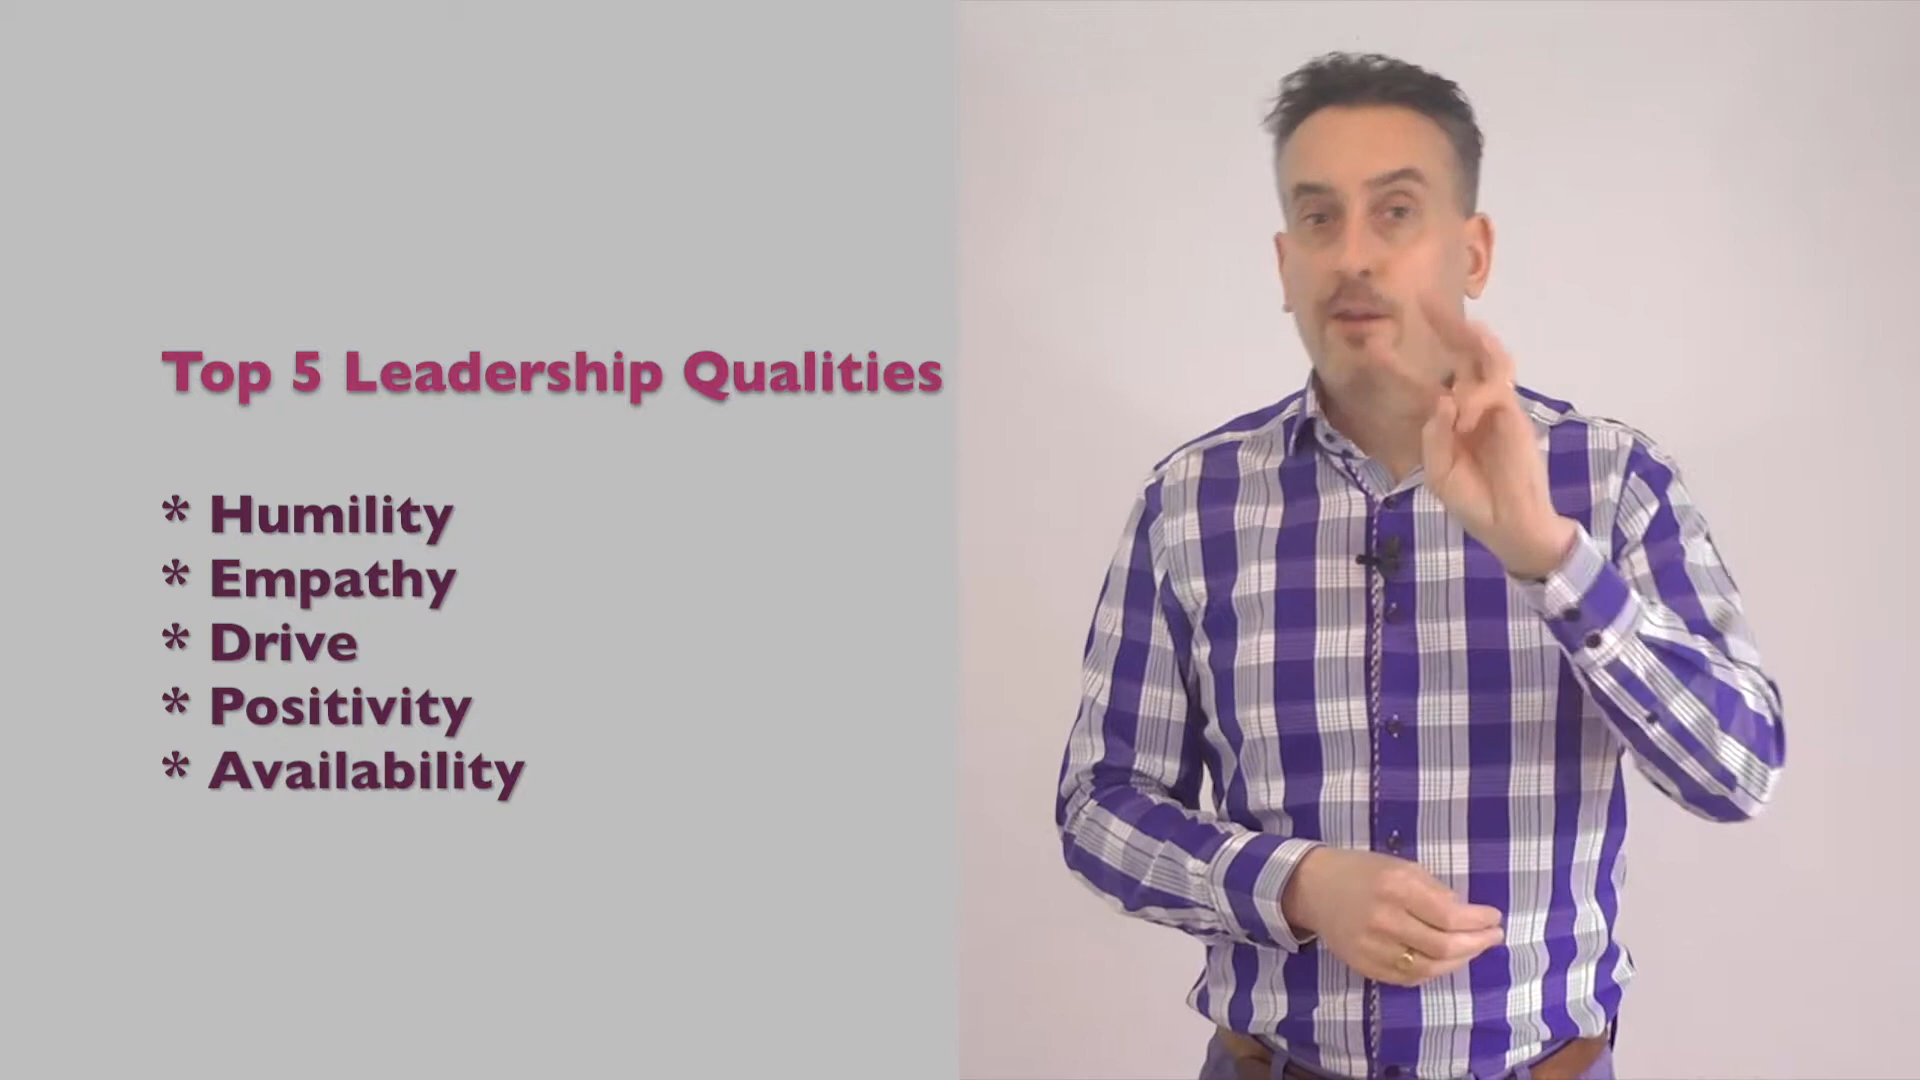 Top 5 Leadership Qualities
* Humility
* Empathy
* Drive
* Positivity
* Availability